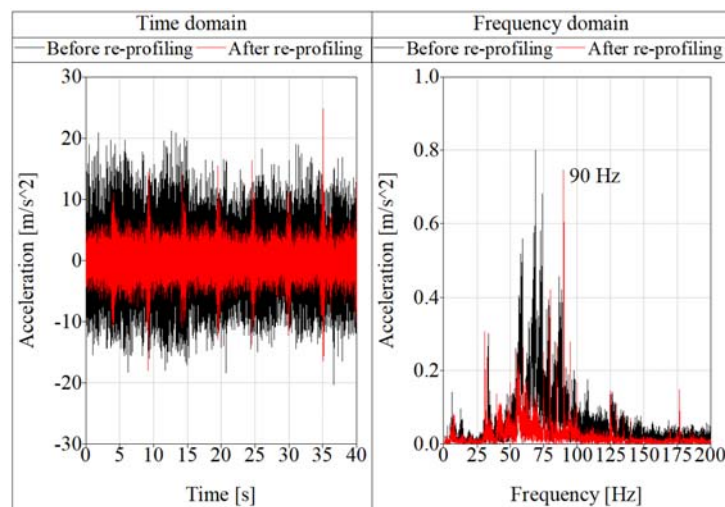 Time domain
Before re-profiling After re-profiling
30
20
10
0
-10
-20
-30
Acceleration [m/s^2]
0 5 10 15 20 25 30 35 40
Time [s]
Frequency domain
Before re-profiling After re-profiling
1.0
0.8
0.6
0.4
0.2
0.0
Acceleration [m/s^2]
90 Hz
0 25 50 75 100 125 150 175 200
Frequency [Hz]